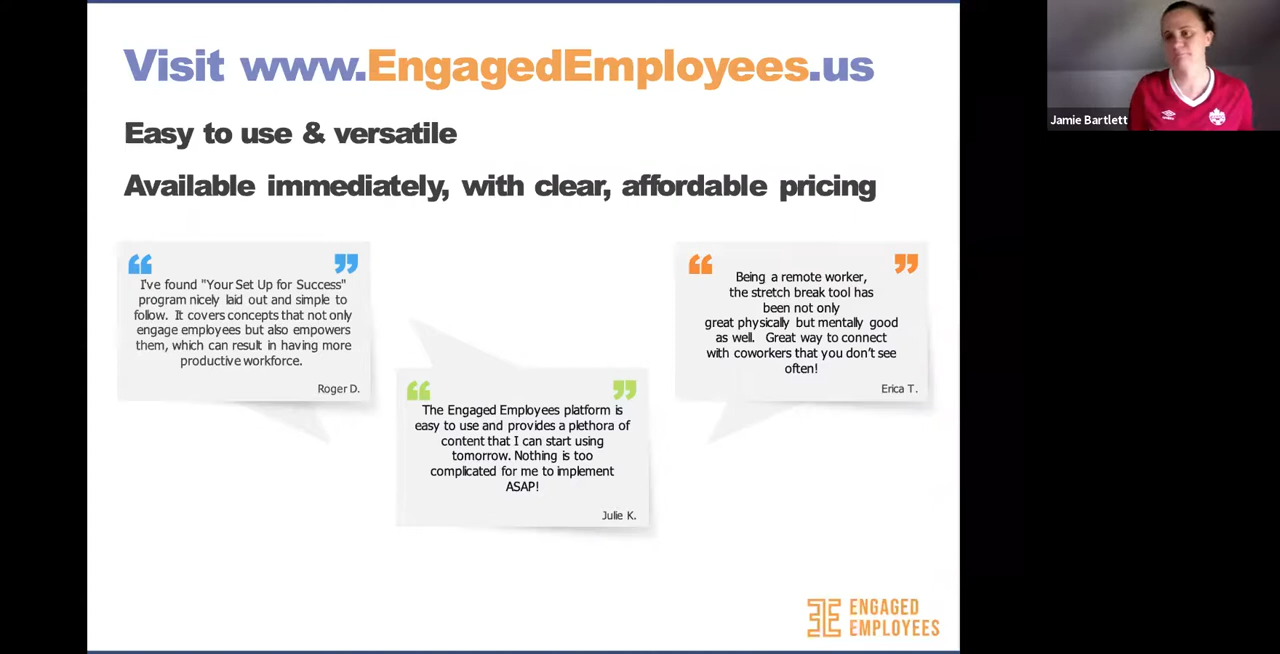 Visit www.EngagedEmployees.us
Easy to use & versatile
Available immediately, with clear, affordable pricing
I've found "Your Set Up for Success"
program nicely laid out and simple to
follow. It covers concepts that not only
engage employees but also empowers
them, which can result in having more
productive workforce.
Roger D.
The Engaged Employees platform is
easy to use and provides a plethora of
content that I can start using
tomorrow. Nothing is too
complicated for me to implement
ASAP!
Julie K.
Being a remote worker,
the stretch break tool has
been not only
great physically but mentally good
as well. Great way to connect
with coworkers that you don't see
often!
Erica T.
ENGAGED
EMPLOYEES
Jamie Bartlett